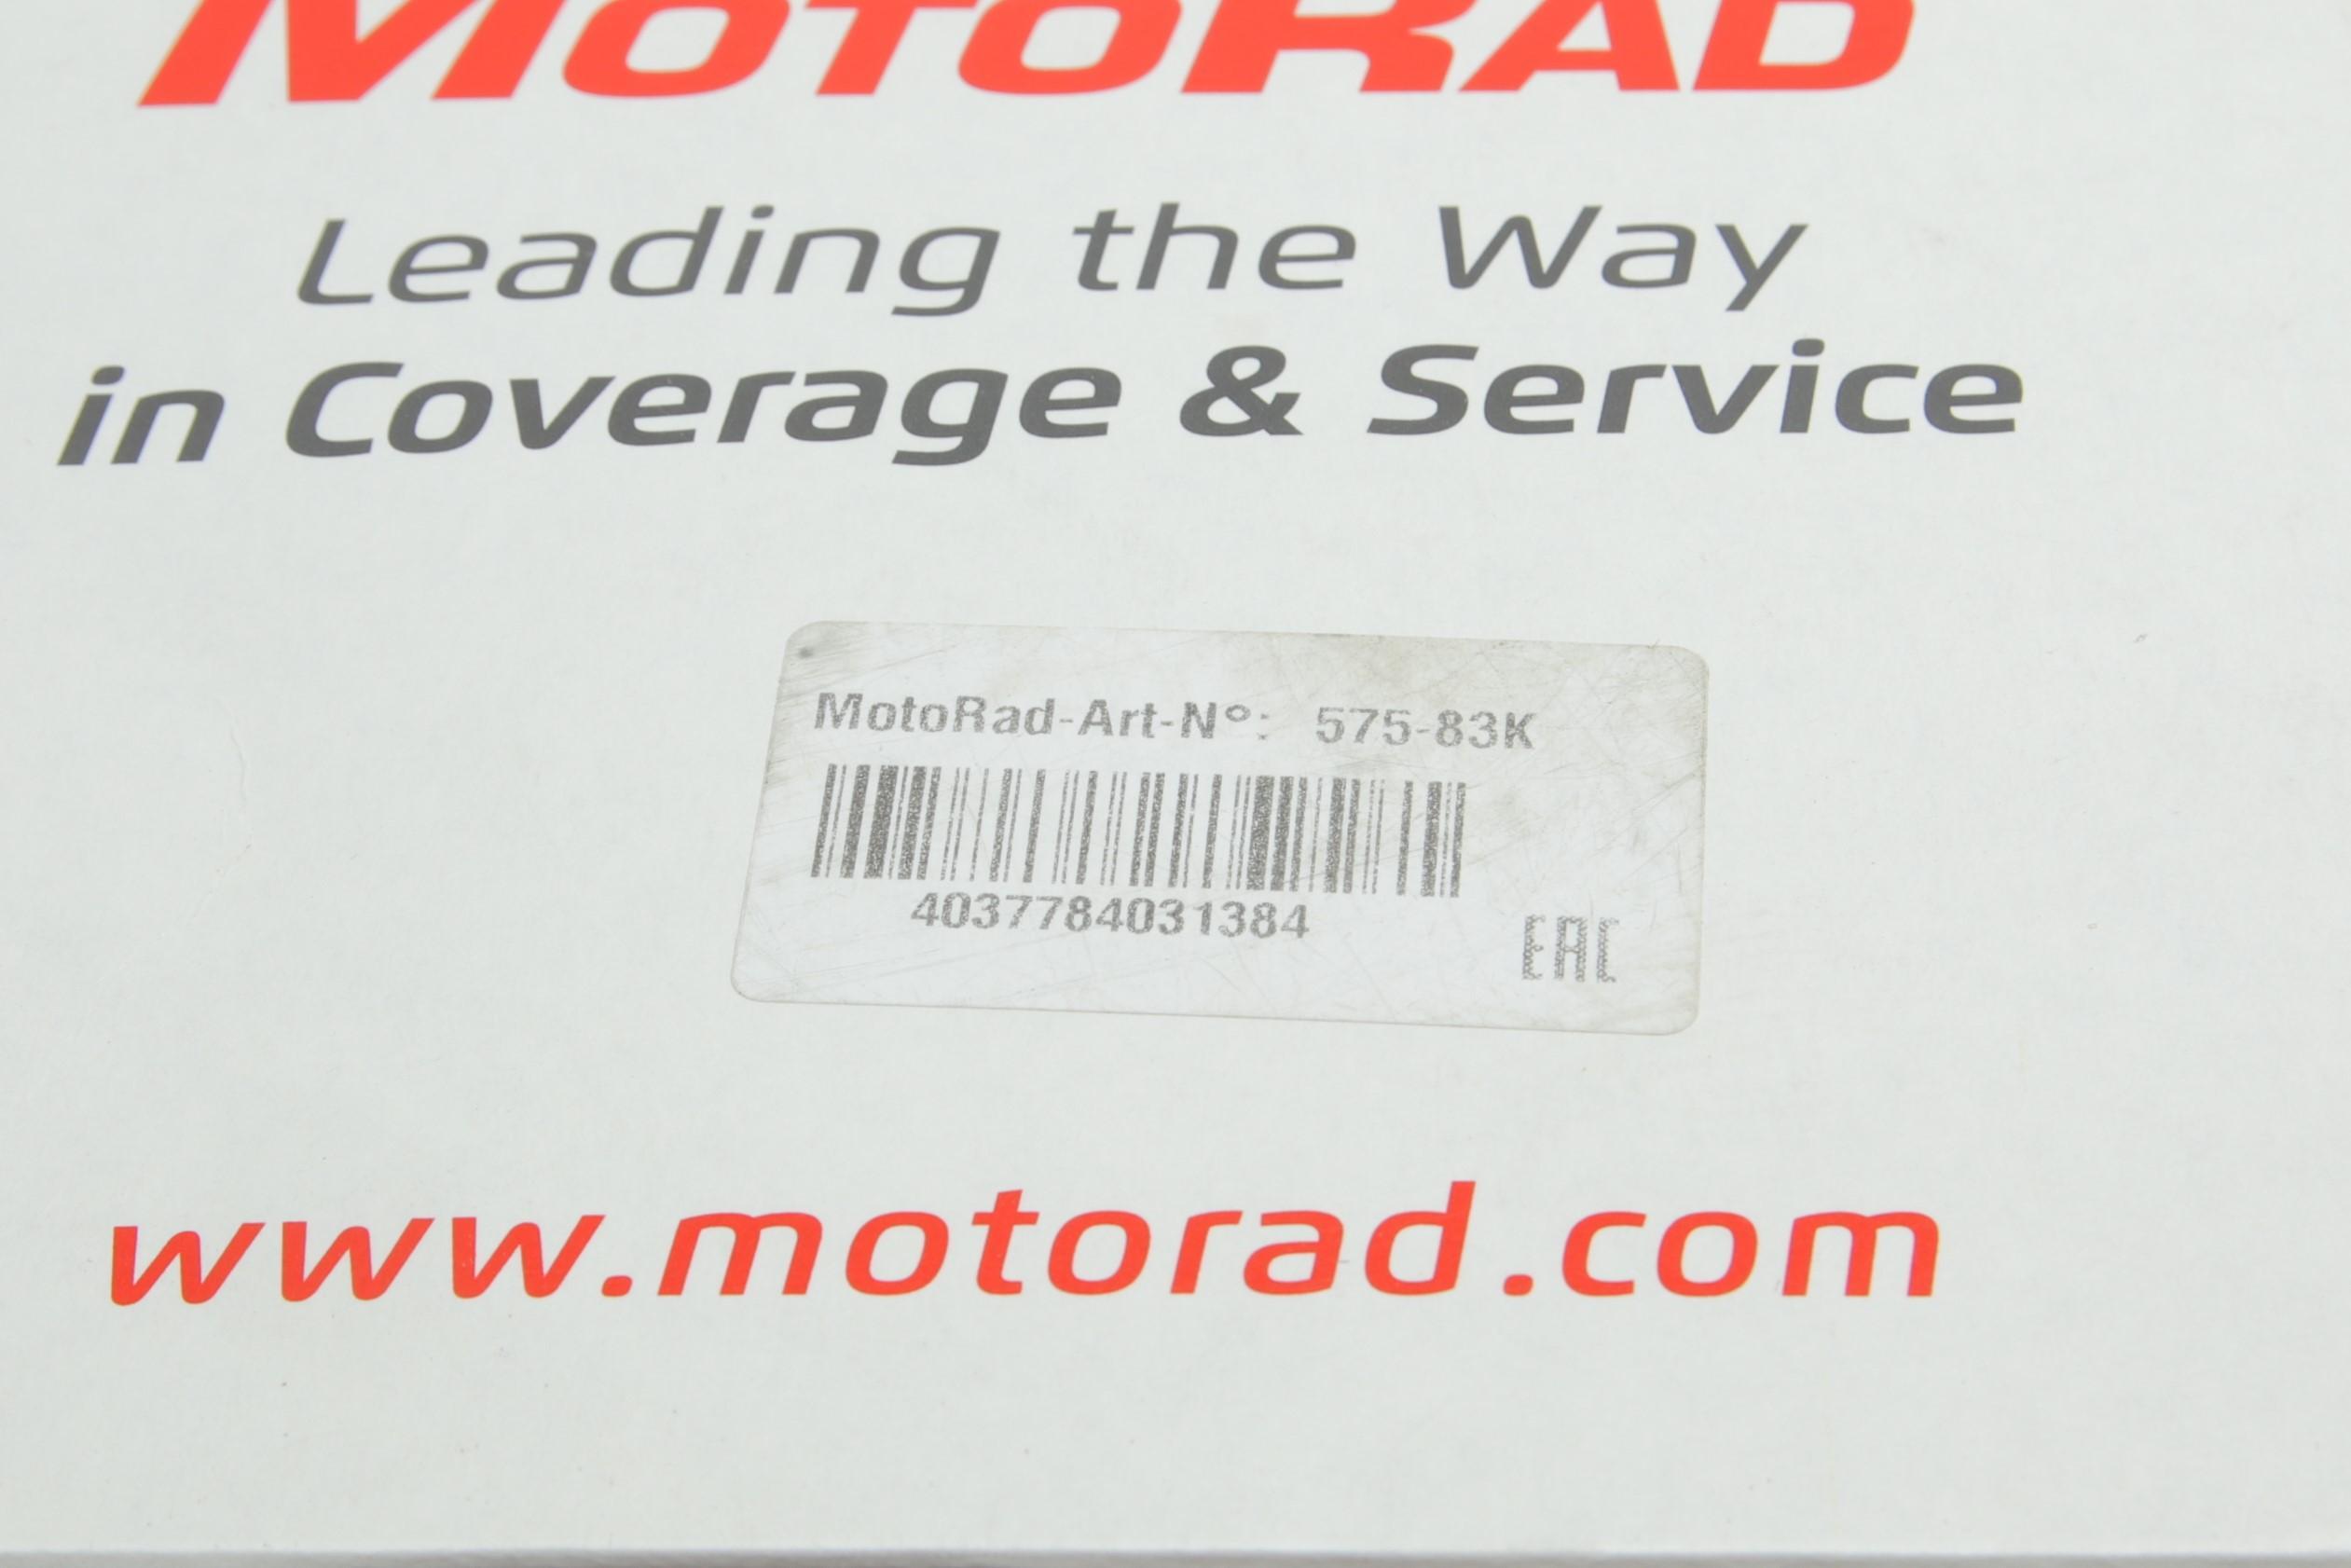 MOTORAD
Leading the Way
in Coverage & Service
MotoRad-Art-N°: 575-83K
4037784031384
EAC
www.motorad.com